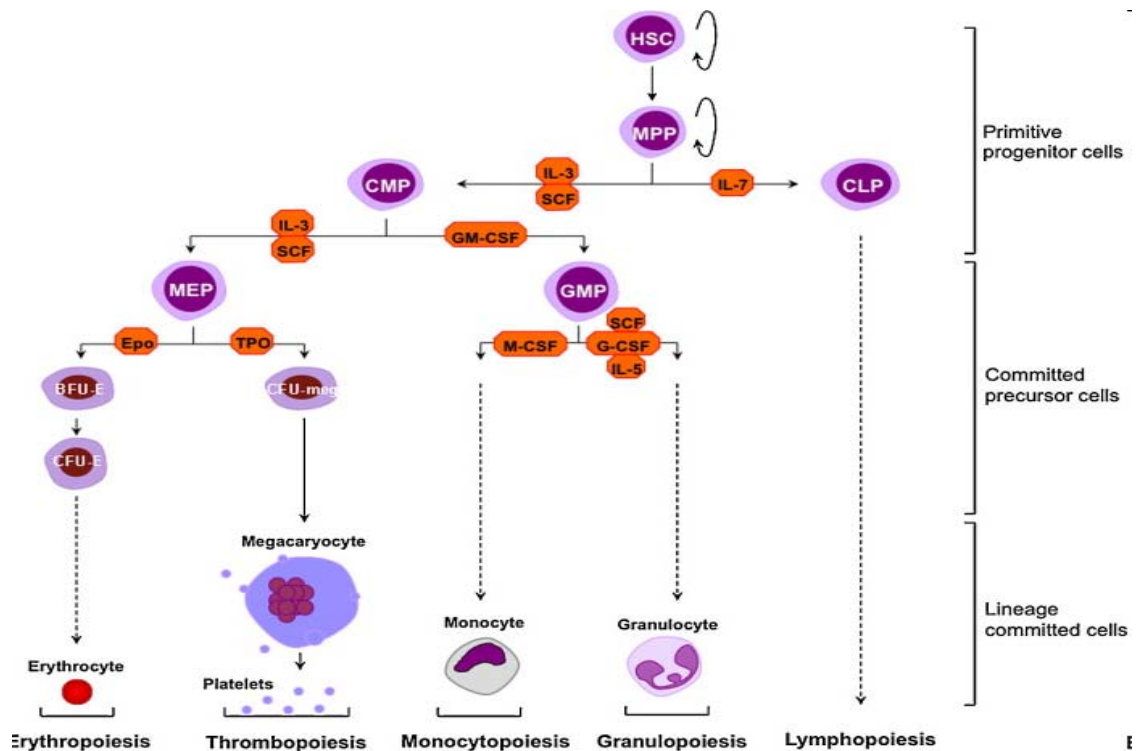 HSC
MPP
Primitive
progenitor cells
IL-3
SCF
IL-7
CMP
CLP
IL-3
SCF
GM-CSF
MEP
GMP
SCF
Epo
TPO
M-CSF
G-CSF
IL-5
BFU-E
CFU-meg
Committed
precursor cells
CFU-E
Megacaryocyte
Lineage
committed cells
Monocyte
Granulocyte
Erythrocyte
Platelets
Erythropoiesis
Thrombopoiesis
Monocytopoiesis
Granulopoiesis
Lymphopoiesis